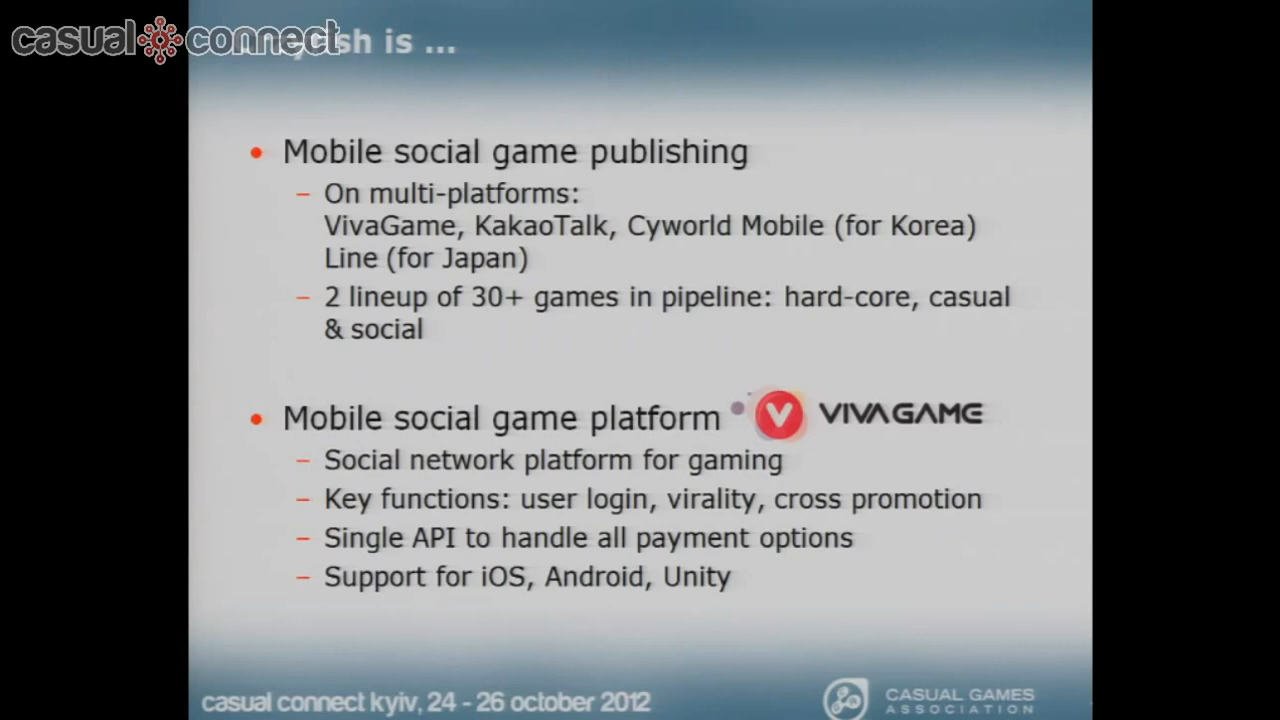 casual connect
is ...
• Mobile social game publishing
– On multi-platforms:
VivaGame, KakaoTalk, Cyworld Mobile (for Korea)
Line (for Japan)
– 2 lineup of 30+ games in pipeline: hard-core, casual
& social
• Mobile social game platform VIVAGAME
– Social network platform for gaming
– Key functions: user login, virality, cross promotion
– Single API to handle all payment options
– Support for iOS, Android, Unity
casual connect kyiv, 24 - 26 october 2012
CASUAL GAMES
ASSOCIATION